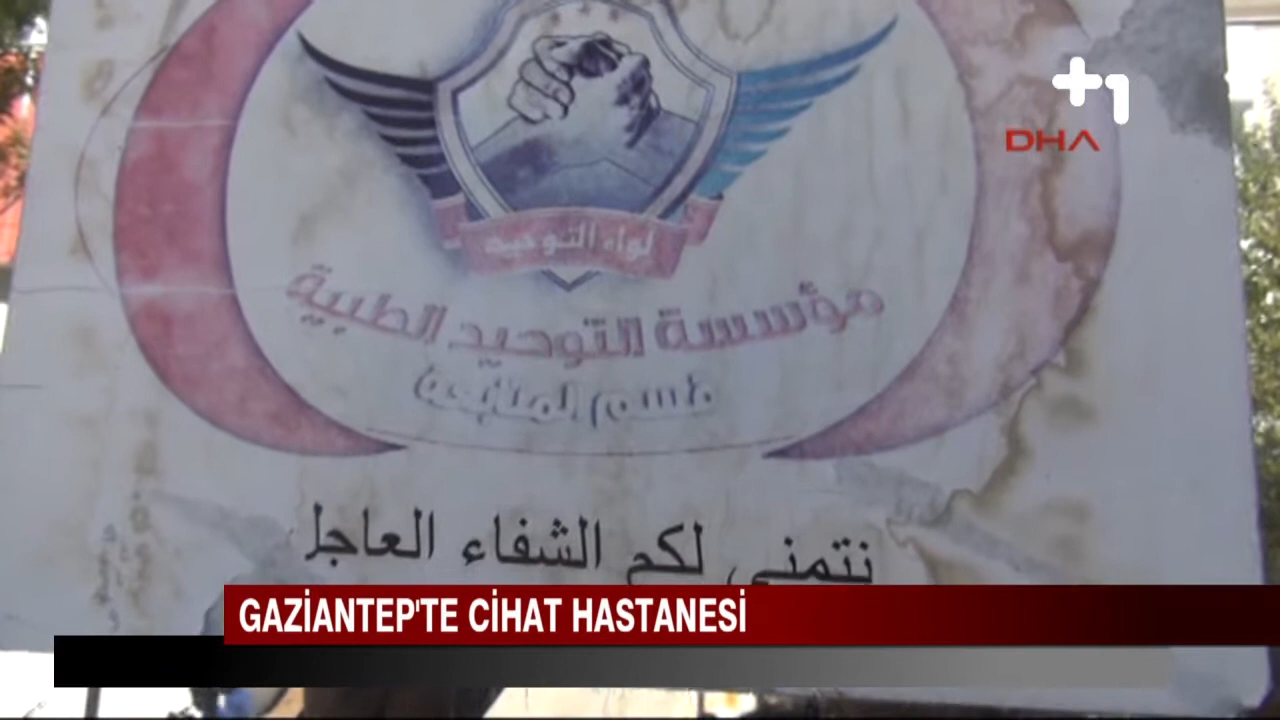 +1
DHA
لواء التوحيد
مؤسسة التوحيد الطبية
نتمنى لكم الشفاء العاجل
GAZİANTEP'TE CİHAT HASTANESİ